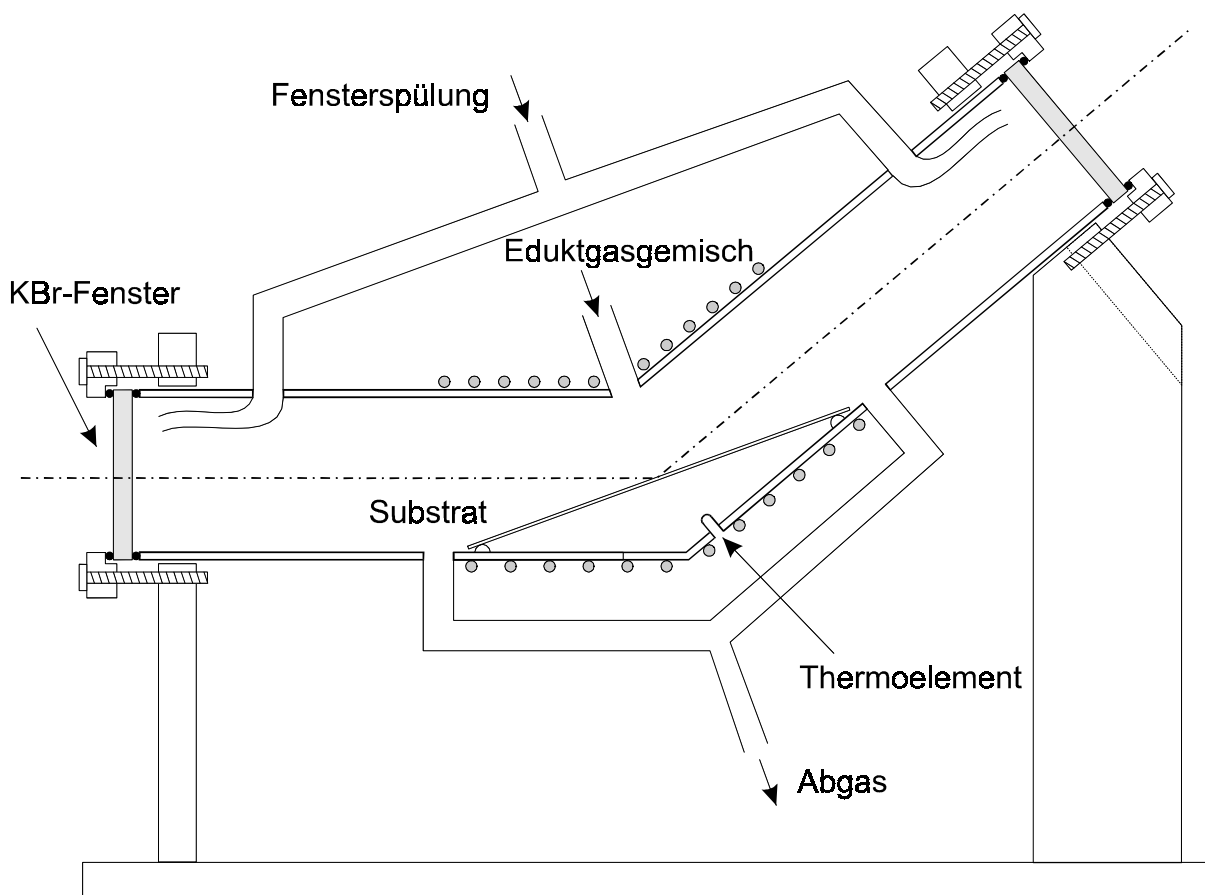 Fensterspülung
Eduktgasgemisch
KBr-Fenster
Substrat
Thermoelement
Abgas